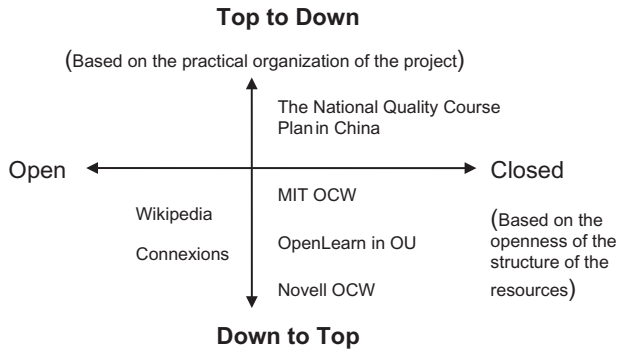 Top to Down
(Based on the practical organization of the project)
The National Quality Course
Plan in China
Open
Closed
MIT OCW
Wikipedia
(Based on the
openness of the
structure of the
resources)
OpenLearn in OU
Connexions
Novell OCW
Down to Top